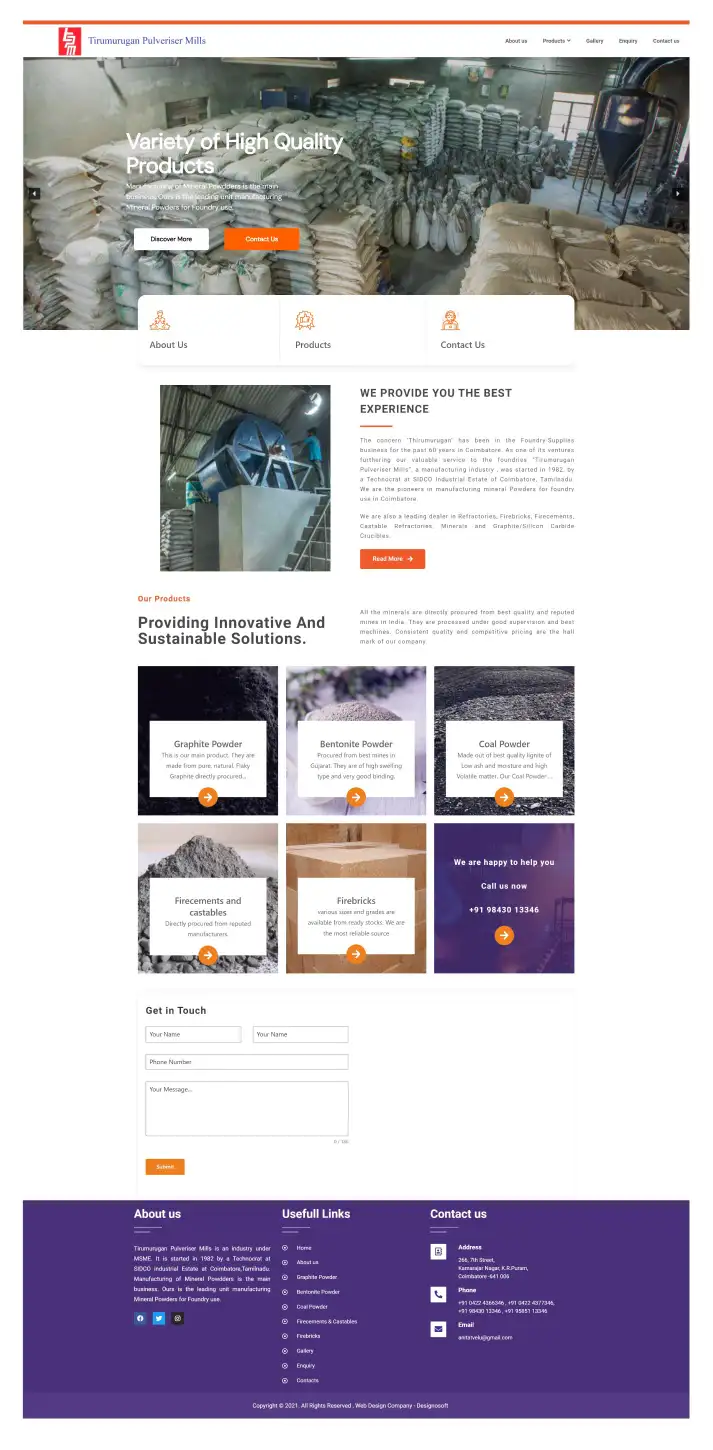 Tirumurugan Pulveriser Mills
About us
Products
Gallery
Enquiry
Contact us
Variety of High Quality
Products
Manufacturing of Mineral Powdders is the main
business. Ours is the leading unit manufacturing
Mineral Powders for Foundry use.
Discover More
Contact Us
About Us
Products
Contact Us
WE PROVIDE YOU THE BEST
EXPERIENCE
The concern "Thirumurugan" has been in the Foundry-Supplies
business for the past 60 years in Coimbatore. As one of its ventures
furthering our valuable service to the foundries "Tirumurugan
Pulveriser Mills", a manufacturing industry , was started in 1982, by
a Technocrat at SIDCO Industrial Estate of Coimbatore, Tamilnadu.
We are the pioneers in manufacturing mineral Powders for foundry
use in Coimbatore.
We are also a leading dealer in Refractories, Firebricks, Firecements,
Castable Refractories, Minerals and Graphite/Silicon Carbide
Crucibles.
Read More
Our Products
Providing Innovative And
Sustainable Solutions.
All the minerals are directly procured from best quality and reputed
mines in India. They are processed under good supervision and best
machines. Consistent quality and competitive pricing are the hall
mark of our company.
Graphite Powder
This is our main product. They are
made from pure, natural, Flaky
Graphite directly procured...
Bentonite Powder
Procured from best mines in
Gujarat. They are of high swelling
type and very good binding.
Coal Powder
Made out of best quality lignite of
Low ash and moisture and high
Volatile matter. Our Coal Powder....
Firecements and
castables
Directly procured from reputed
manufacturers.
Firebricks
various sizes and grades are
available from ready stocks. We are
the most reliable source
We are happy to help you
Call us now
+91 98430 13346
Get in Touch
Your Name
Your Name
Phone Number
Your Message...
0 / 180
Submit
About us
Tirumurugan Pulveriser Mills is an industry under
MSME. It is started in 1982 by a Technocrat at
SIDCO industrial Estate at Coimbatore,Tamilnadu.
Manufacturing of Mineral Powdders is the main
business. Ours is the leading unit manufacturing
Mineral Powders for Foundry use.
Usefull Links
Home
About us
Graphite Powder
Bentonite Powder
Coal Powder
Firecements & Castables
Firebricks
Gallery
Enquiry
Contacts
Contact us
Address
266, 7th Street,
Kamarajar Nagar, K.R.Puram,
Coimbatore -641 006
Phone
+91 0422 4366346 , +91 0422 4377346,
+91 98430 13346 , +91 95851 13346
Email
anitatvelu@gmail.com
Copyright © 2021. All Rights Reserved . Web Design Company - Designosoft